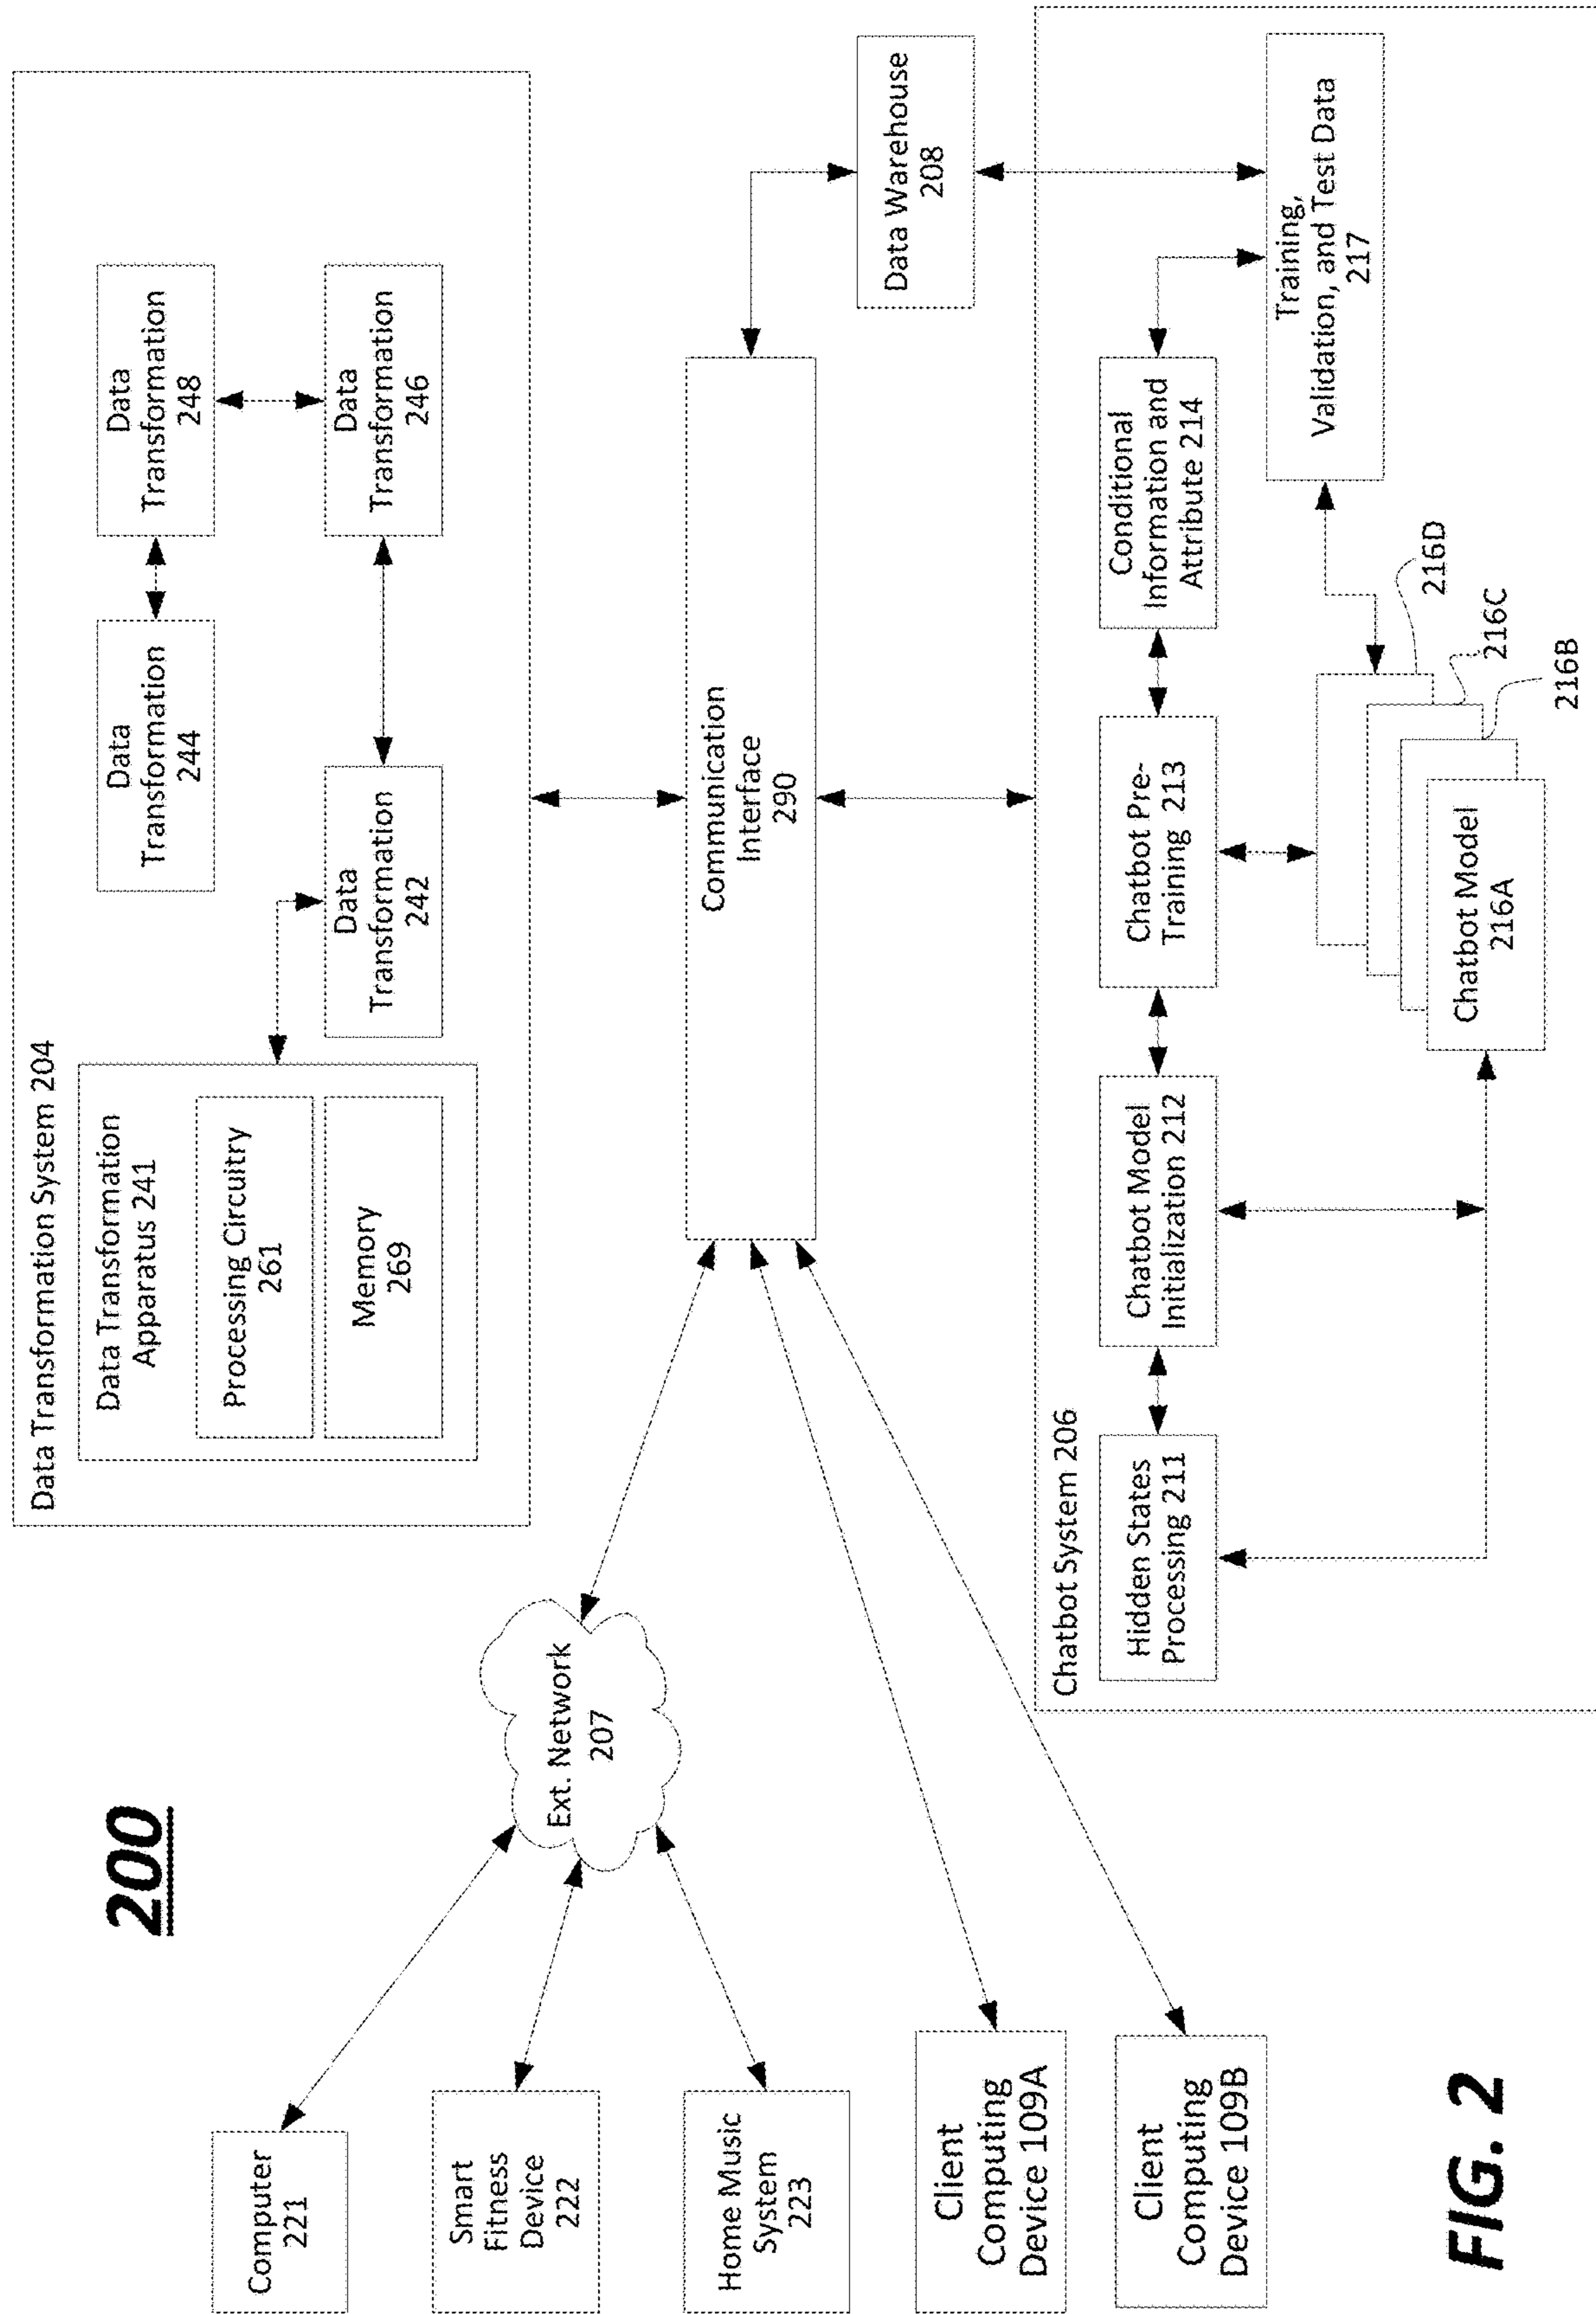 200
Data Transformation System 204
Data Transformation
Apparatus 241
Processing Circuitry
261
Memory
269
Data
Transformation
244
Data
Transformation
248
Data
Transformation
242
Data
Transformation
246
Computer
221
Smart
Fitness
Device
222
Home Music
System
223
Ext. Network
207
Client
Computing
Device 109A
Client
Computing
Device 109B
Communication
Interface
290
Data Warehouse
208
Chatbot System 206
Hidden States
Processing 211
Chatbot Model
Initialization 212
Chatbot Pre-
Training 213
Conditional
Information and
Attribute 214
Training,
Validation, and Test Data
217
Chatbot Model
216A
216B
216C
216D
FIG. 2